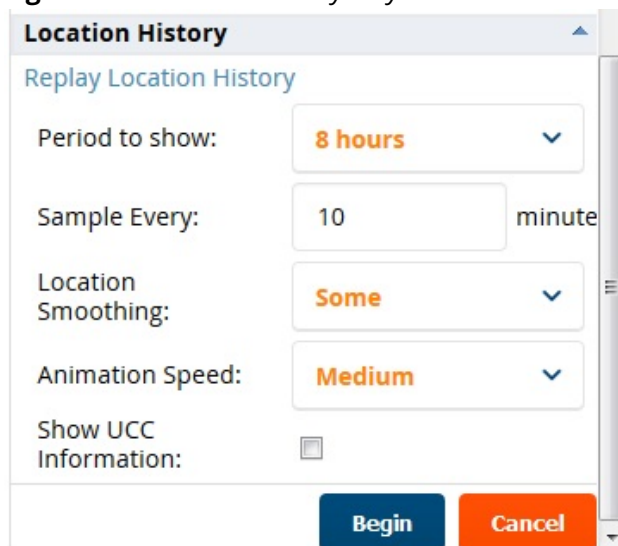 Location History
Replay Location History
Period to show: 8 hours
Sample Every: 10 minute
Location
Smoothing: Some
Animation Speed: Medium
Show UCC
Information:
Begin Cancel